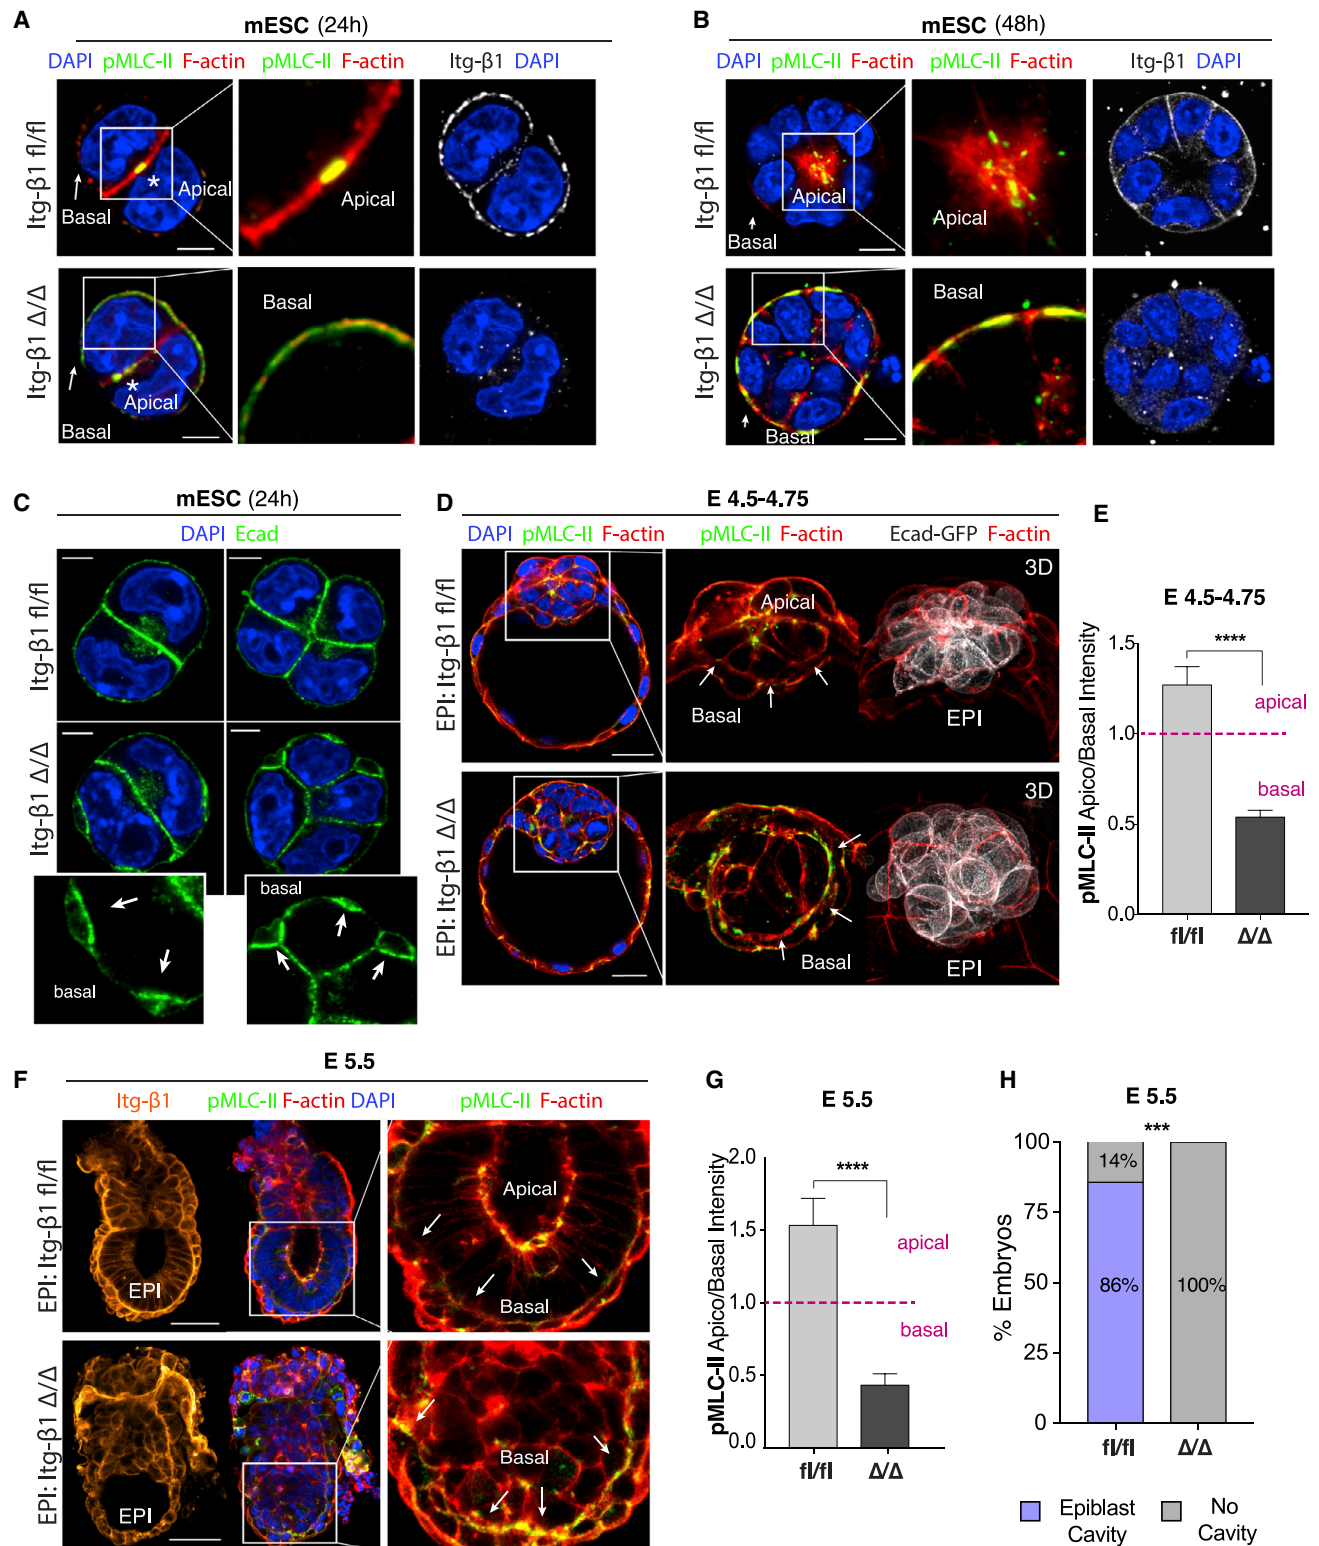 A
mESC (24h)
DAPI pMLC-II F-actin pMLC-II F-actin Itg-β1 DAPI
Itg-β1 fl/fl
Basal
*
Apical
Apical
Itg-β1 Δ/Δ
*
Apical
Basal
Basal
B
mESC (48h)
DAPI pMLC-II F-actin pMLC-II F-actin Itg-β1 DAPI
Itg-β1 fl/fl
Apical
Basal
Apical
Itg-β1 Δ/Δ
Basal
Basal
C
mESC (24h)
DAPI Ecad
Itg-β1 fl/fl
Itg-β1 Δ/Δ
basal
basal
D
E 4.5-4.75
DAPI pMLC-II F-actin pMLC-II F-actin Ecad-GFP F-actin
EPI: Itg-β1 fl/fl
Apical
Basal
3D
EPI
EPI: Itg-β1 Δ/Δ
Basal
3D
EPI
E
E 4.5-4.75
pMLC-II Apico/Basal Intensity
1.5
1.0
0.5
0.0
****
apical
basal
fl/fl Δ/Δ
F
E 5.5
Itg-β1 pMLC-II F-actin DAPI pMLC-II F-actin
EPI: Itg-β1 fl/fl
EPI
Apical
Basal
EPI: Itg-β1 Δ/Δ
EPI
Basal
G
E 5.5
pMLC-II Apico/Basal Intensity
2.0
1.5
1.0
0.5
0.0
****
apical
basal
fl/fl Δ/Δ
H
E 5.5
***
% Embryos
100
75
50
25
0
14%
86%
100%
fl/fl Δ/Δ
Epiblast Cavity
No Cavity